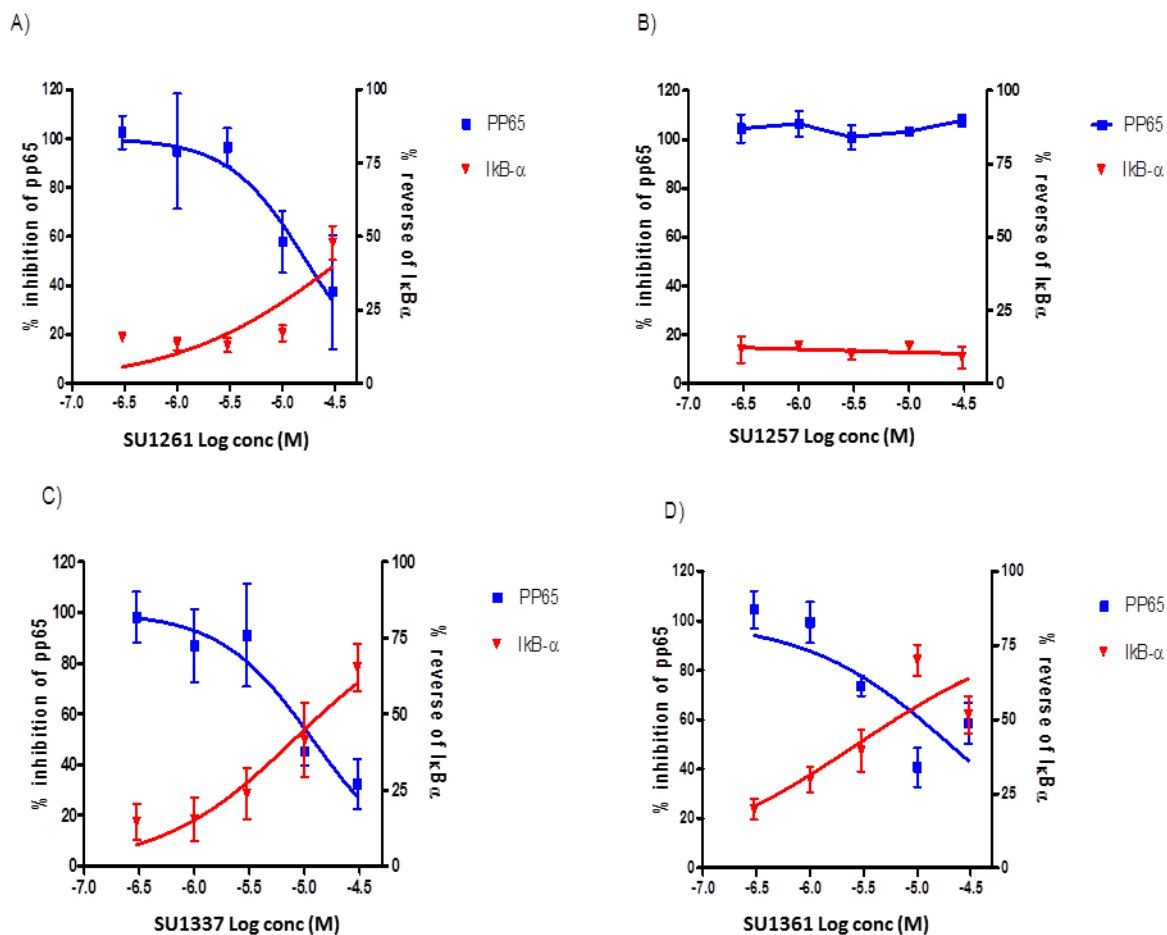 A)
120
100
80
60
40
20
0
% inhibition of pp65
100
75
50
25
0
% reverse of IκBα
-7.0 -6.5 -6.0 -5.5 -5.0 -4.5
SU1261 Log conc (M)
PP65
IkB-α
B)
120
100
80
60
40
20
0
% inhibition of pp65
100
75
50
25
0
% reverse of IκBα
-7.0 -6.5 -6.0 -5.5 -5.0 -4.5
SU1257 Log conc (M)
PP65
IkB-α
C)
120
100
80
60
40
20
0
% inhibition of pp65
100
75
50
25
0
% reverse of IκBα
-7.0 -6.5 -6.0 -5.5 -5.0 -4.5
SU1337 Log conc (M)
PP65
IkB-α
D)
120
100
80
60
40
20
0
% inhibition of pp65
100
75
50
25
0
% reverse of IκBα
-7.0 -6.5 -6.0 -5.5 -5.0 -4.5
SU1361 Log conc (M)
PP65
IkB-α